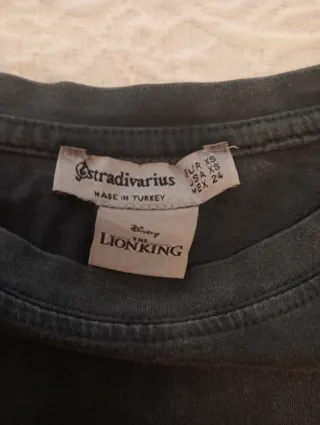 Stradivarius
MADE IN TURKEY
EUR XS
USA XS
MEX 24
Disney
THE
LION KING